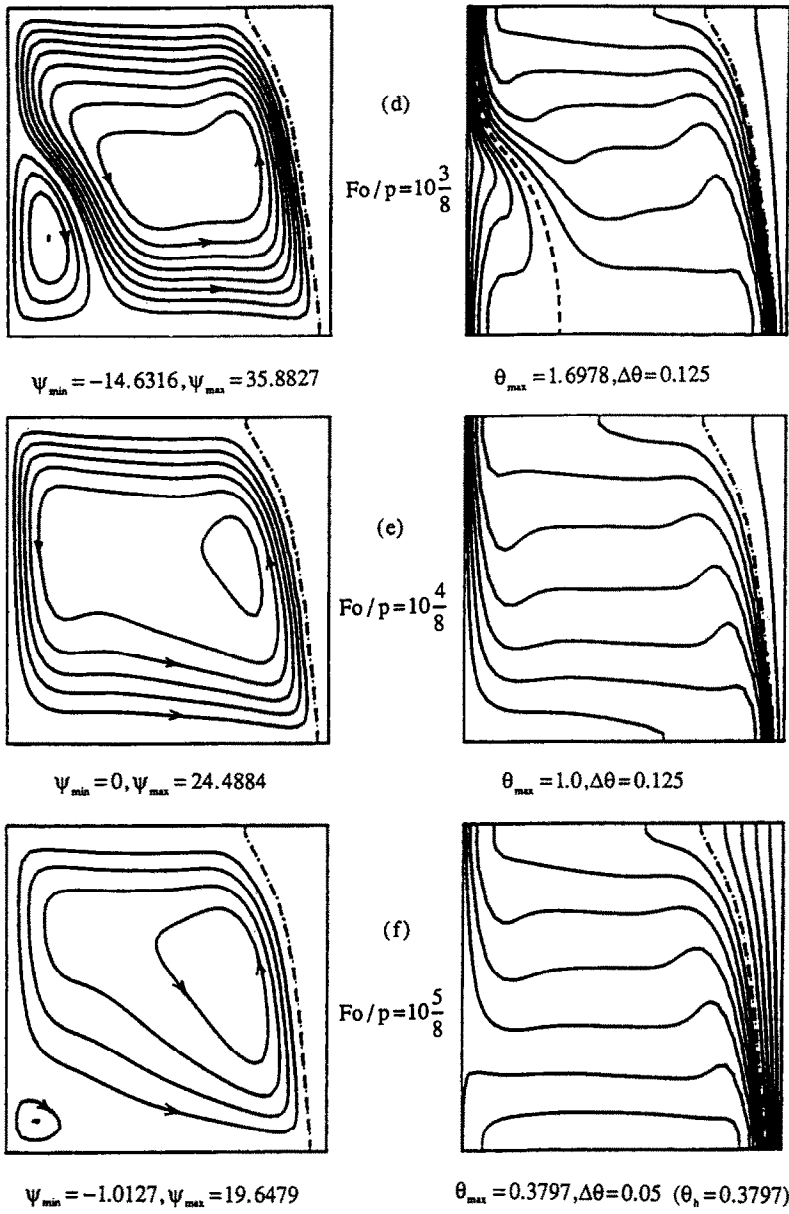 (d)
Fo/p=10 3/8
ψmin = −14.6316, ψmax = 35.8827
θmax = 1.6978, Δθ=0.125
(e)
Fo/p=10 4/8
ψmin = 0, ψmax = 24.4884
θmax = 1.0, Δθ=0.125
(f)
Fo/p=10 5/8
ψmin = −1.0127, ψmax = 19.6479
θmax = 0.3797, Δθ=0.05 (θh = 0.3797)